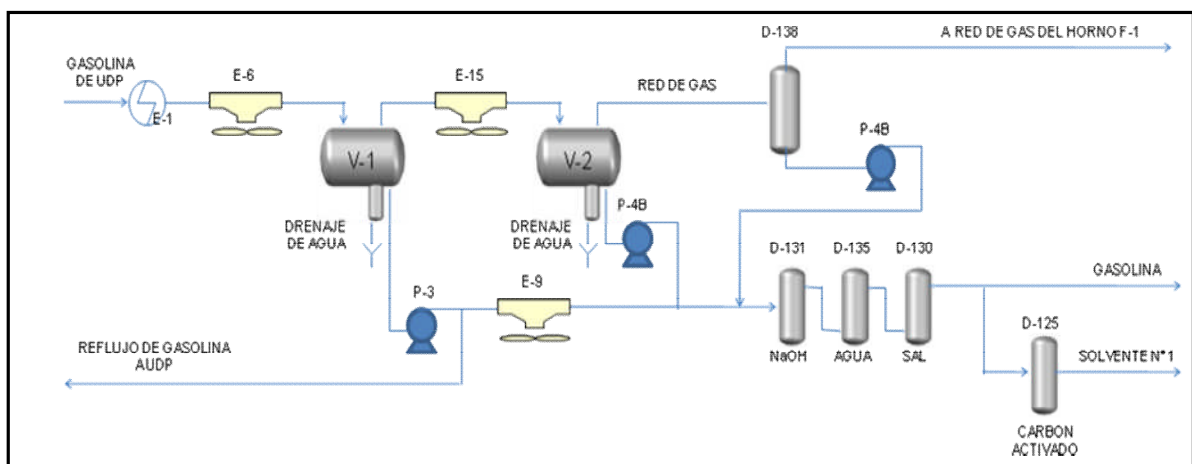 D-138
A RED DE GAS DEL HORNO F-1
GASOLINA
DE UDP
E-6
E-15
RED DE GAS
E-1
P-4B
V-1
V-2
P-4B
DRENAJE
DE AGUA
DRENAJE
DE AGUA
D-131
D-135
D-130
GASOLINA
P-3
E-9
D-125
REFLUJO DE GASOLINA
AUDP
NaOH
AGUA
SAL
SOLVENTE N° 1
CARBON
ACTIVADO